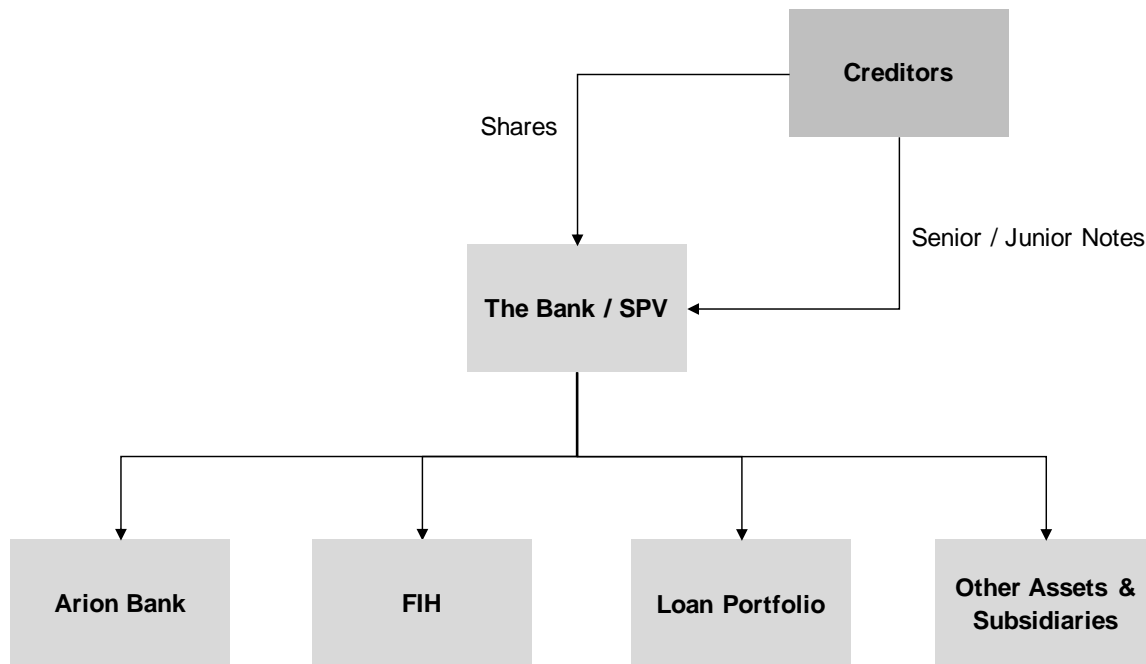 Creditors
Shares
Senior / Junior Notes
The Bank / SPV
Arion Bank
FIH
Loan Portfolio
Other Assets &
Subsidiaries